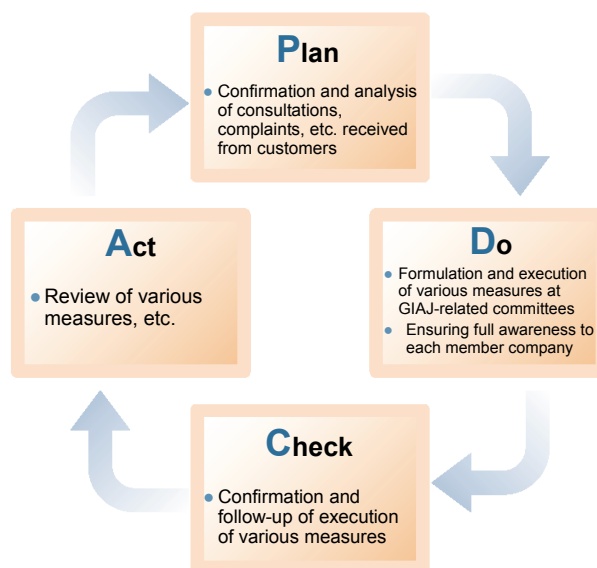 Plan
• Confirmation and analysis
of consultations,
complaints, etc. received
from customers
Act
• Review of various
measures, etc.
Do
• Formulation and execution
of various measures at
GIAJ-related committees
• Ensuring full awareness to
each member company
Check
• Confirmation and
follow-up of execution
of various measures